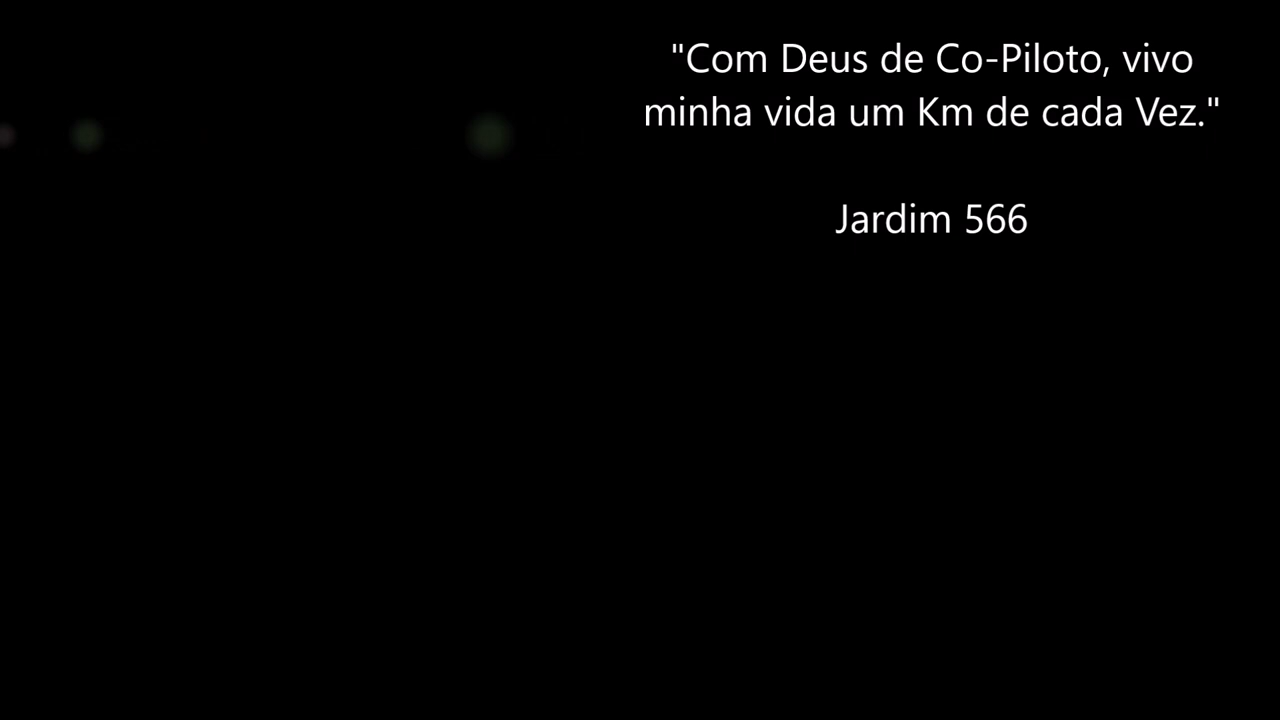 "Com Deus de Co-Piloto, vivo
minha vida um Km de cada Vez."
Jardim 566